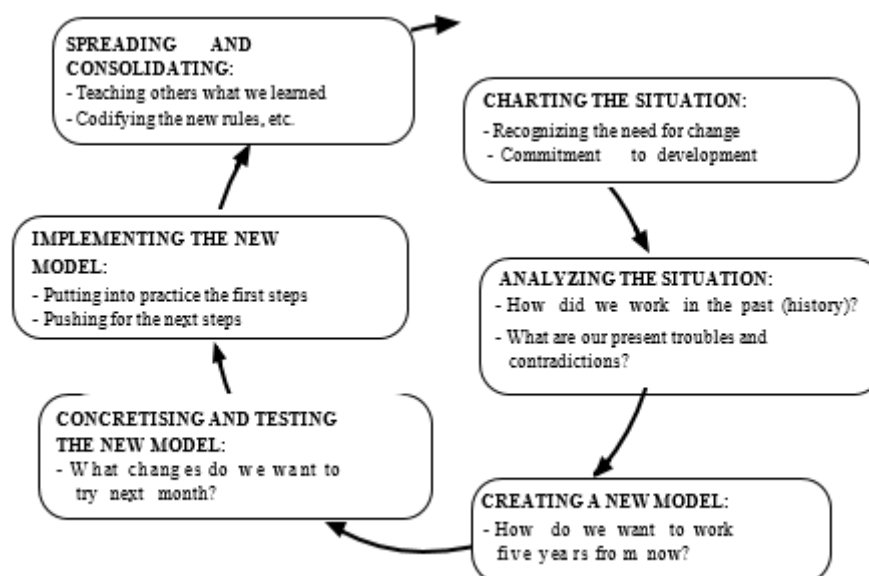 SPREADING AND
CONSOLIDATING:
- Teaching others what we learned
- Codifying the new rules, etc.
CHARTING THE SITUATION:
- Recognizing the need for change
- Commitment to development
ANALYZING THE SITUATION:
- How did we work in the past (history)?
- What are our present troubles and
contradictions?
CREATING A NEW MODEL:
- How do we want to work
five years from now?
CONCRETISING AND TESTING
THE NEW MODEL:
- What changes do we want to
try next month?
IMPLEMENTING THE NEW
MODEL:
- Putting into practice the first steps
- Pushing for the next steps